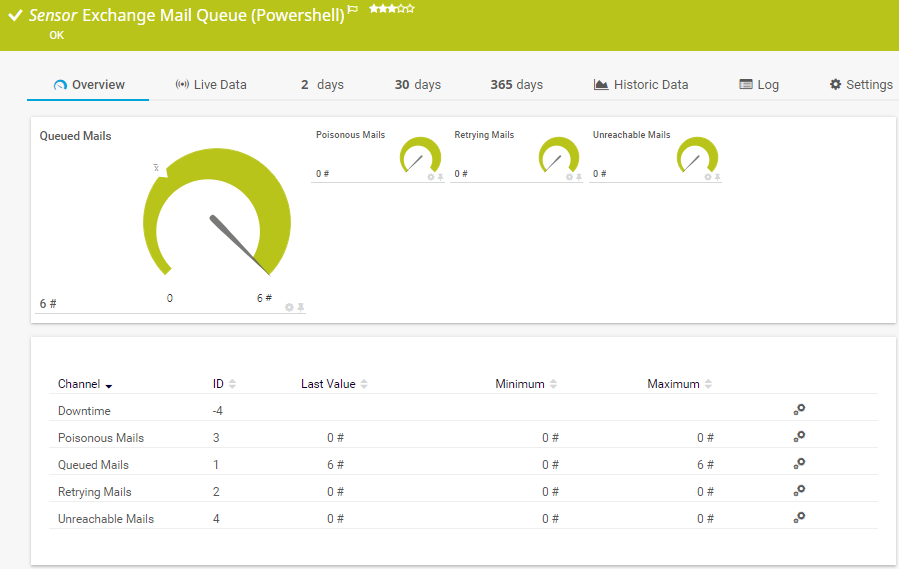 Sensor Exchange Mail Queue (Powershell)
OK
Overview Live Data 2 days 30 days 365 days Historic Data Log Settings
Queued Mails
0 6 #
6 #
Poisonous Mails
0 #
Retrying Mails
0 #
Unreachable Mails
0 #
Channel ID Last Value Minimum Maximum
Downtime -4
Poisonous Mails 3 0 # 0 # 0 #
Queued Mails 1 6 # 0 # 6 #
Retrying Mails 2 0 # 0 # 0 #
Unreachable Mails 4 0 # 0 # 0 #